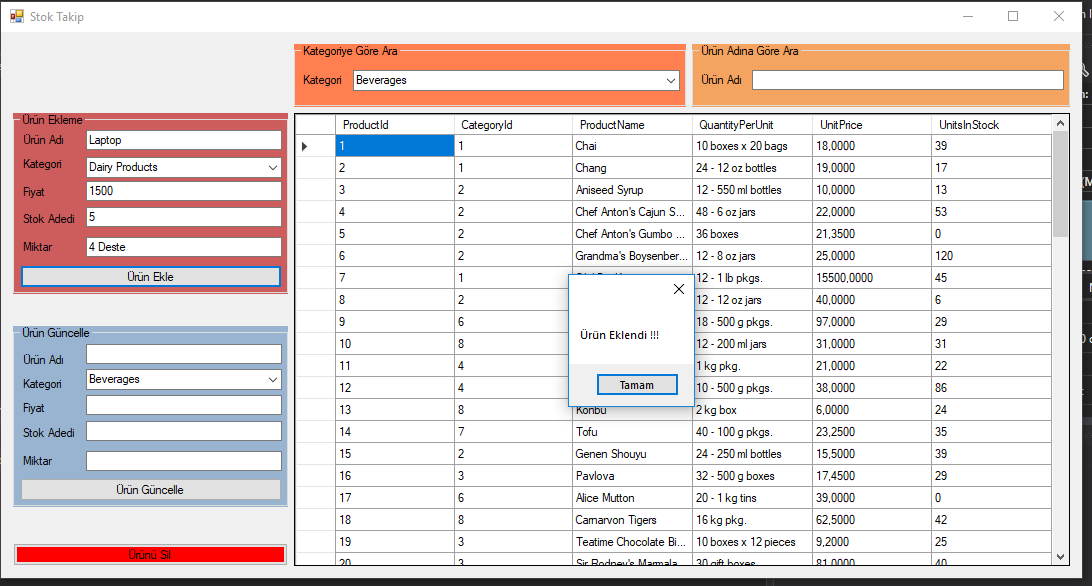 Stok Takip
Kategoriye Göre Ara
Kategori Beverages
Ürün Adına Göre Ara
Ürün Adı
Ürün Ekleme
Ürün Adı Laptop
Kategori Dairy Products
Fiyat 1500
Stok Adedi 5
Miktar 4 Deste
Ürün Ekle
Ürün Güncelle
Ürün Adı
Kategori Beverages
Fiyat
Stok Adedi
Miktar
Ürün Güncelle
Ürünü Sil
ProductId CategoryId ProductName QuantityPerUnit UnitPrice UnitsInStock
1 1 Chai 10 boxes x 20 bags 18,0000 39
2 1 Chang 24 - 12 oz bottles 19,0000 17
3 2 Aniseed Syrup 12 - 550 ml bottles 10,0000 13
4 2 Chef Anton's Cajun S... 48 - 6 oz jars 22,0000 53
5 2 Chef Anton's Gumbo ... 36 boxes 21,3500 0
6 2 Grandma's Boysenber... 12 - 8 oz jars 25,0000 120
7 1 12 - 1 lb pkgs. 15500,0000 45
8 2 12 - 12 oz jars 40,0000 6
9 6 18 - 500 g pkgs. 97,0000 29
10 8 12 - 200 ml jars 31,0000 31
11 4 1 kg pkg. 21,0000 22
12 4 10 - 500 g pkgs. 38,0000 86
13 8 Konbu 2 kg box 6,0000 24
14 7 Tofu 40 - 100 g pkgs. 23,2500 35
15 2 Genen Shouyu 24 - 250 ml bottles 15,5000 39
16 3 Pavlova 32 - 500 g boxes 17,4500 29
17 6 Alice Mutton 20 - 1 kg tins 39,0000 0
18 8 Carnarvon Tigers 16 kg pkg. 62,5000 42
19 3 Teatime Chocolate Bi... 10 boxes x 12 pieces 9,2000 25
20 3 Sir Rodney's Marmala... 30 gift boxes 81,0000 40
Ürün Eklendi !!!
Tamam